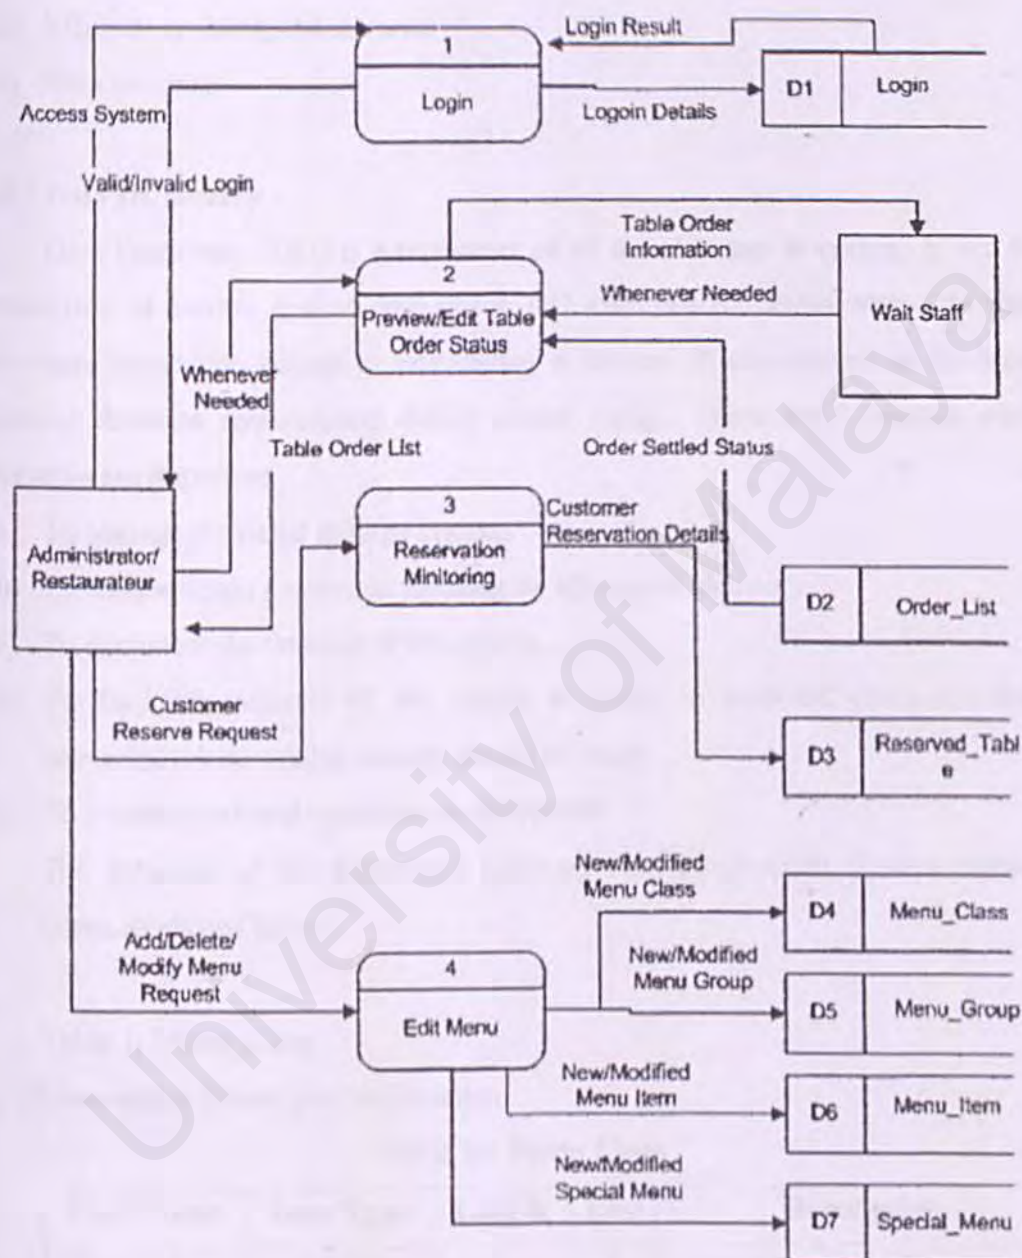 Login Result
1
Login
D1
Login
Access System
Logoin Details
Valid/Invalid Login
Table Order
Information
2
Preview/Edit Table
Order Status
Whenever Needed
Wait Staff
Whenever
Needed
Table Order List
Order Settled Status
3
Reservation
Minitoring
Customer
Reservation Details
Administrator/
Restaurateur
D2
Order_List
Customer
Reserve Request
D3
Reserved_Tabl
e
New/Modified
Menu Class
D4
Menu_Class
Add/Delete/
Modify Menu
Request
4
Edit Menu
New/Modified
Menu Group
D5
Menu_Group
New/Modified
Menu Item
D6
Menu_Item
New/Modified
Special Menu
D7
Special_Menu
University of Malaya